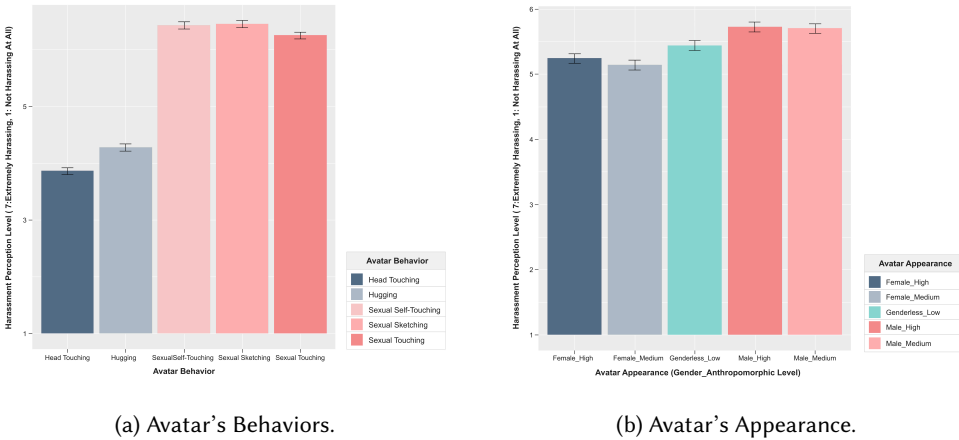 Harassment Perception Level ( 7:Extremely Harassing, 1: Not Harassing At All)
5
3
1
Head Touching
Hugging
SexualSelf-Touching
Sexual Sketching
Sexual Touching
Avatar Behavior
Avatar Behavior
Head Touching
Hugging
Sexual Self-Touching
Sexual Sketching
Sexual Touching
(a) Avatar's Behaviors.
Harassment Perception Level ( 7:Extremely Harassing, 1: Not Harassing At All)
6
5
4
3
2
1
Female_High
Female_Medium
Genderless_Low
Male_High
Male_Medium
Avatar Appearance (Gender_Anthropomorphic Level)
Avatar Appearance
Female_High
Female_Medium
Genderless_Low
Male_High
Male_Medium
(b) Avatar's Appearance.